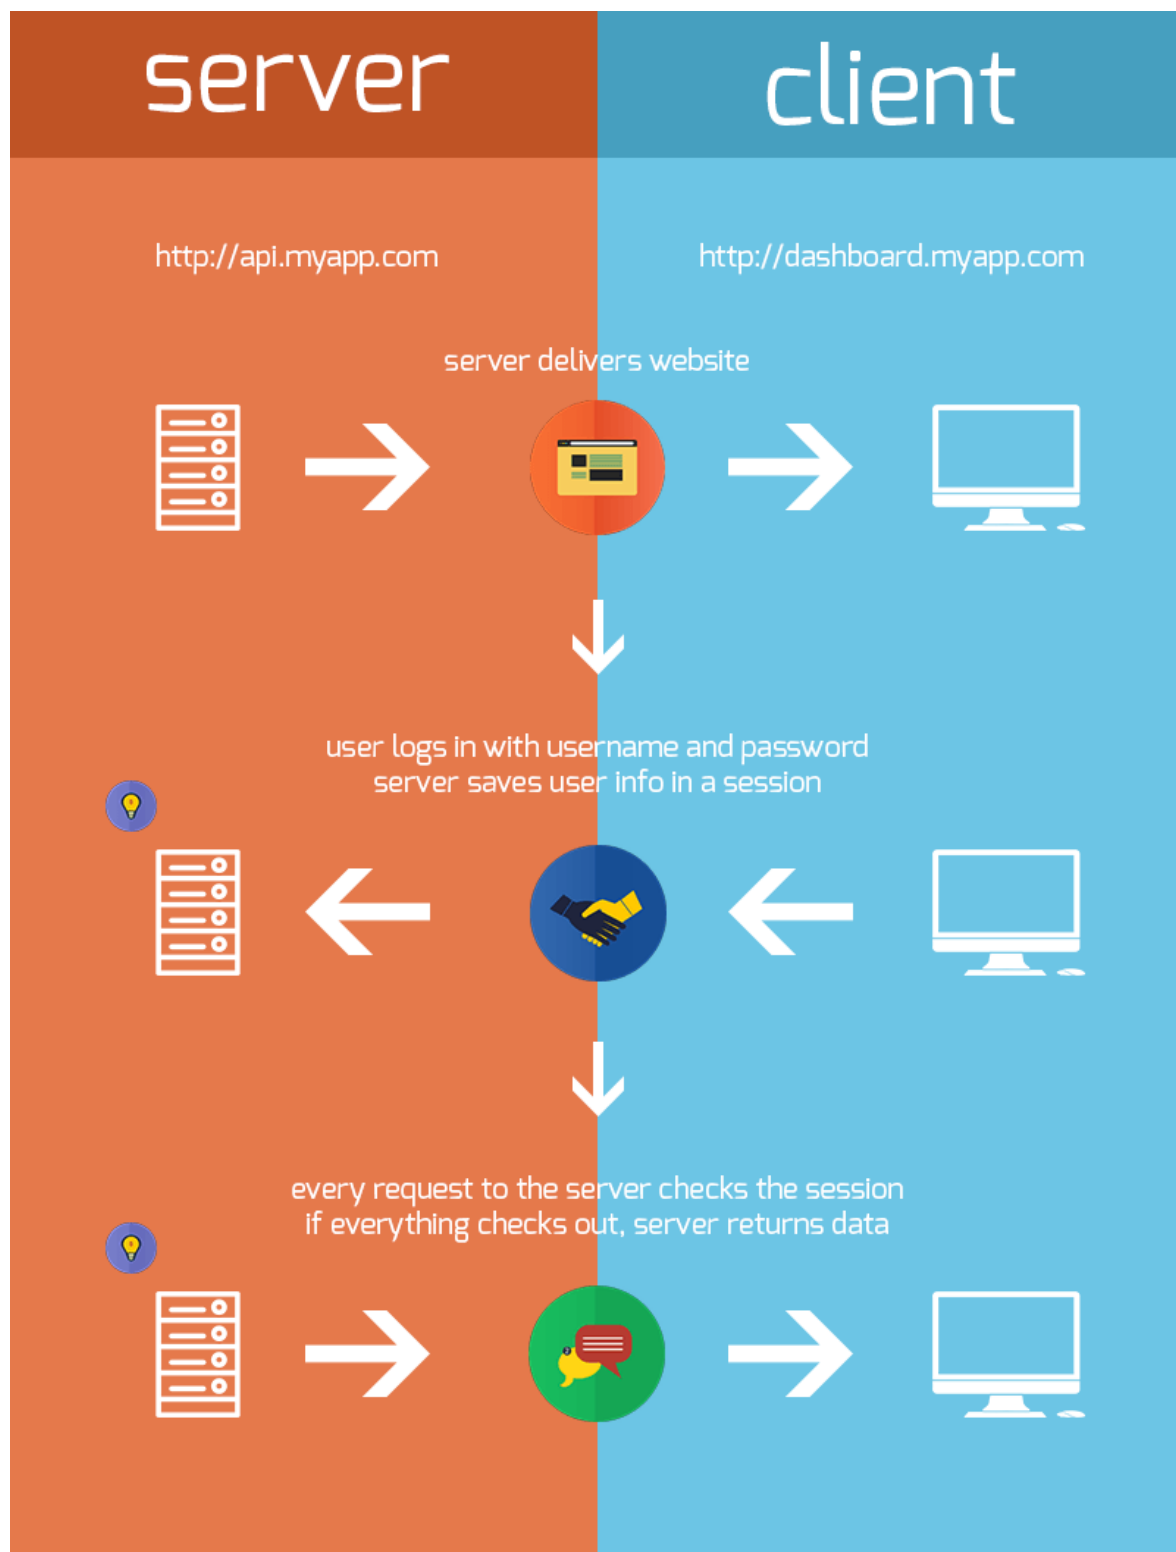 server
client
http://api.myapp.com
http://dashboard.myapp.com
server delivers website
user logs in with username and password
server saves user info in a session
every request to the server checks the session
if everything checks out, server returns data